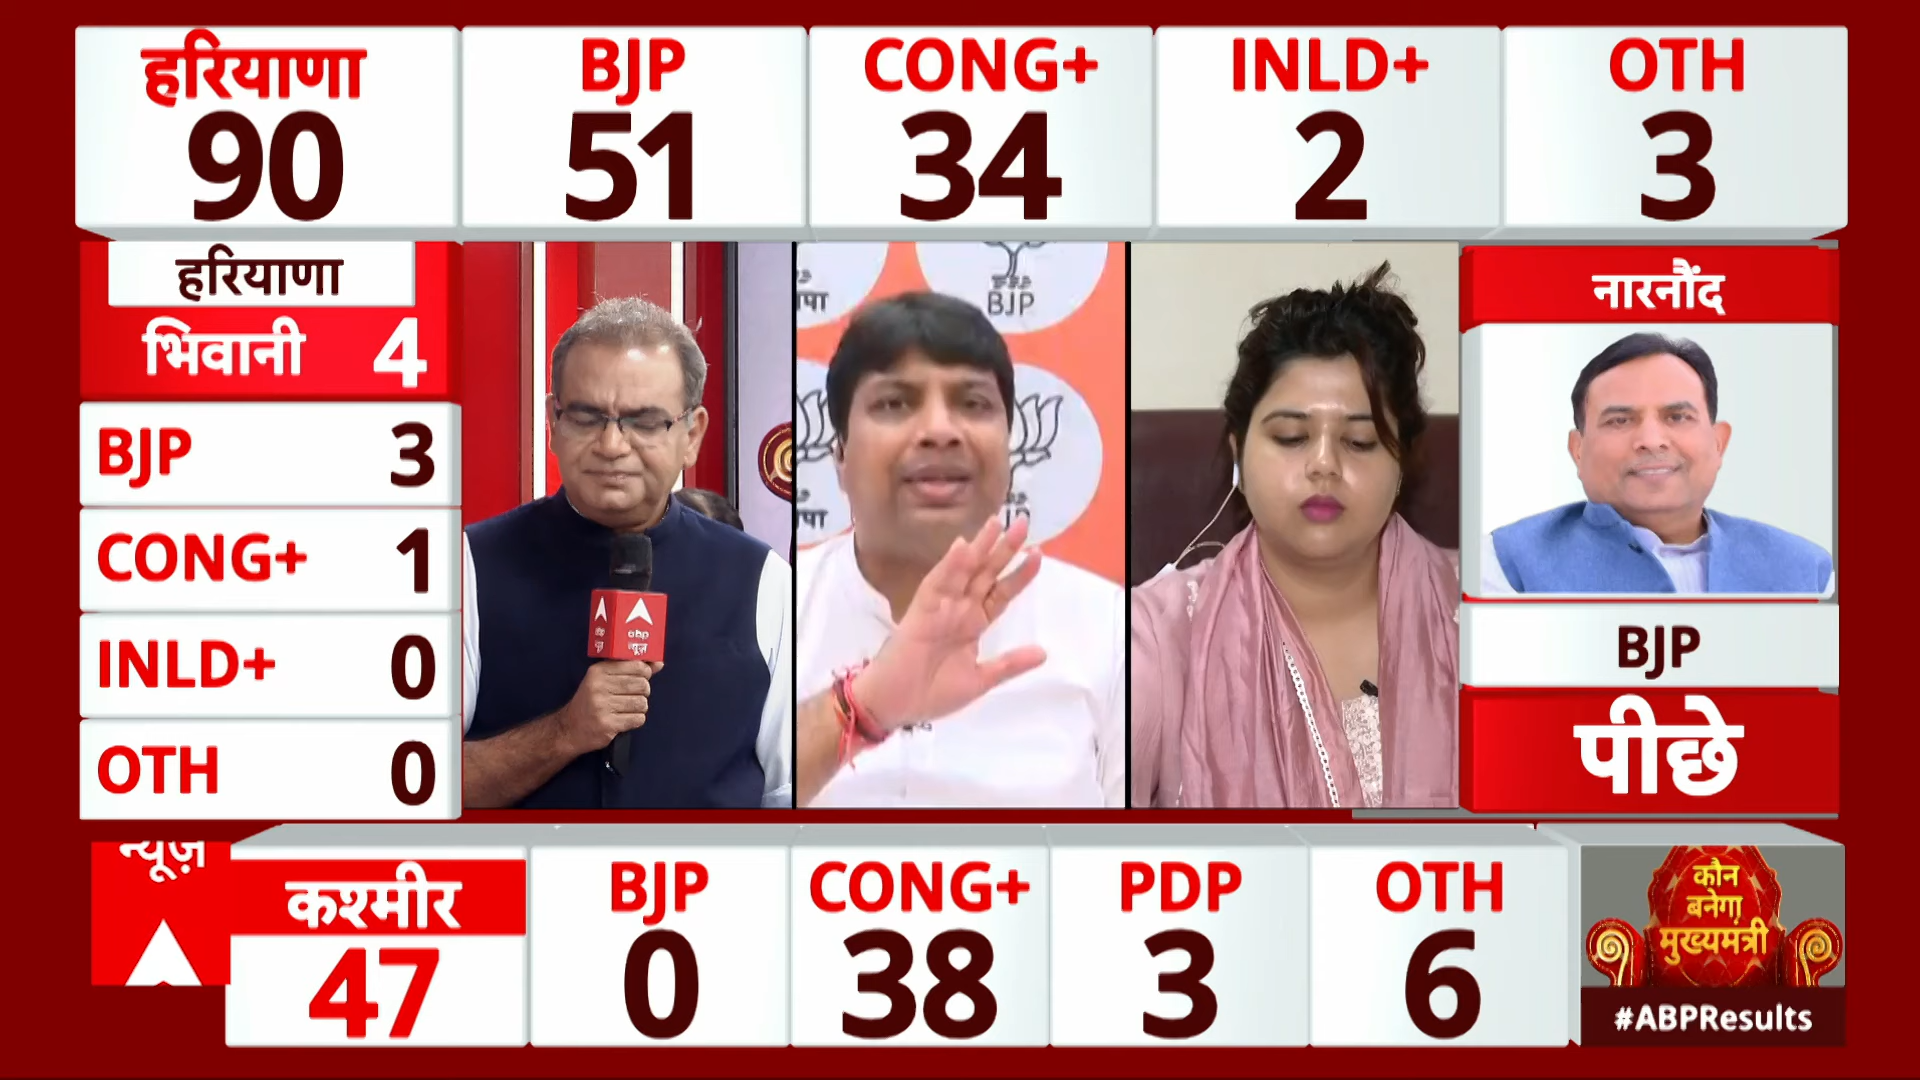 हरियाणा
90
BJP
51
CONG+
34
INLD+
2
OTH
3
हरियाणा
भिवानी 4
BJP 3
CONG+ 1
INLD+ 0
OTH 0
BJP
abp
न्यूज़
नारनौंद
BJP
पीछे
न्यूज़
कश्मीर
47
BJP
0
CONG+
38
PDP
3
OTH
6
कौन
बनेगा
मुख्यमंत्री
#ABPResults